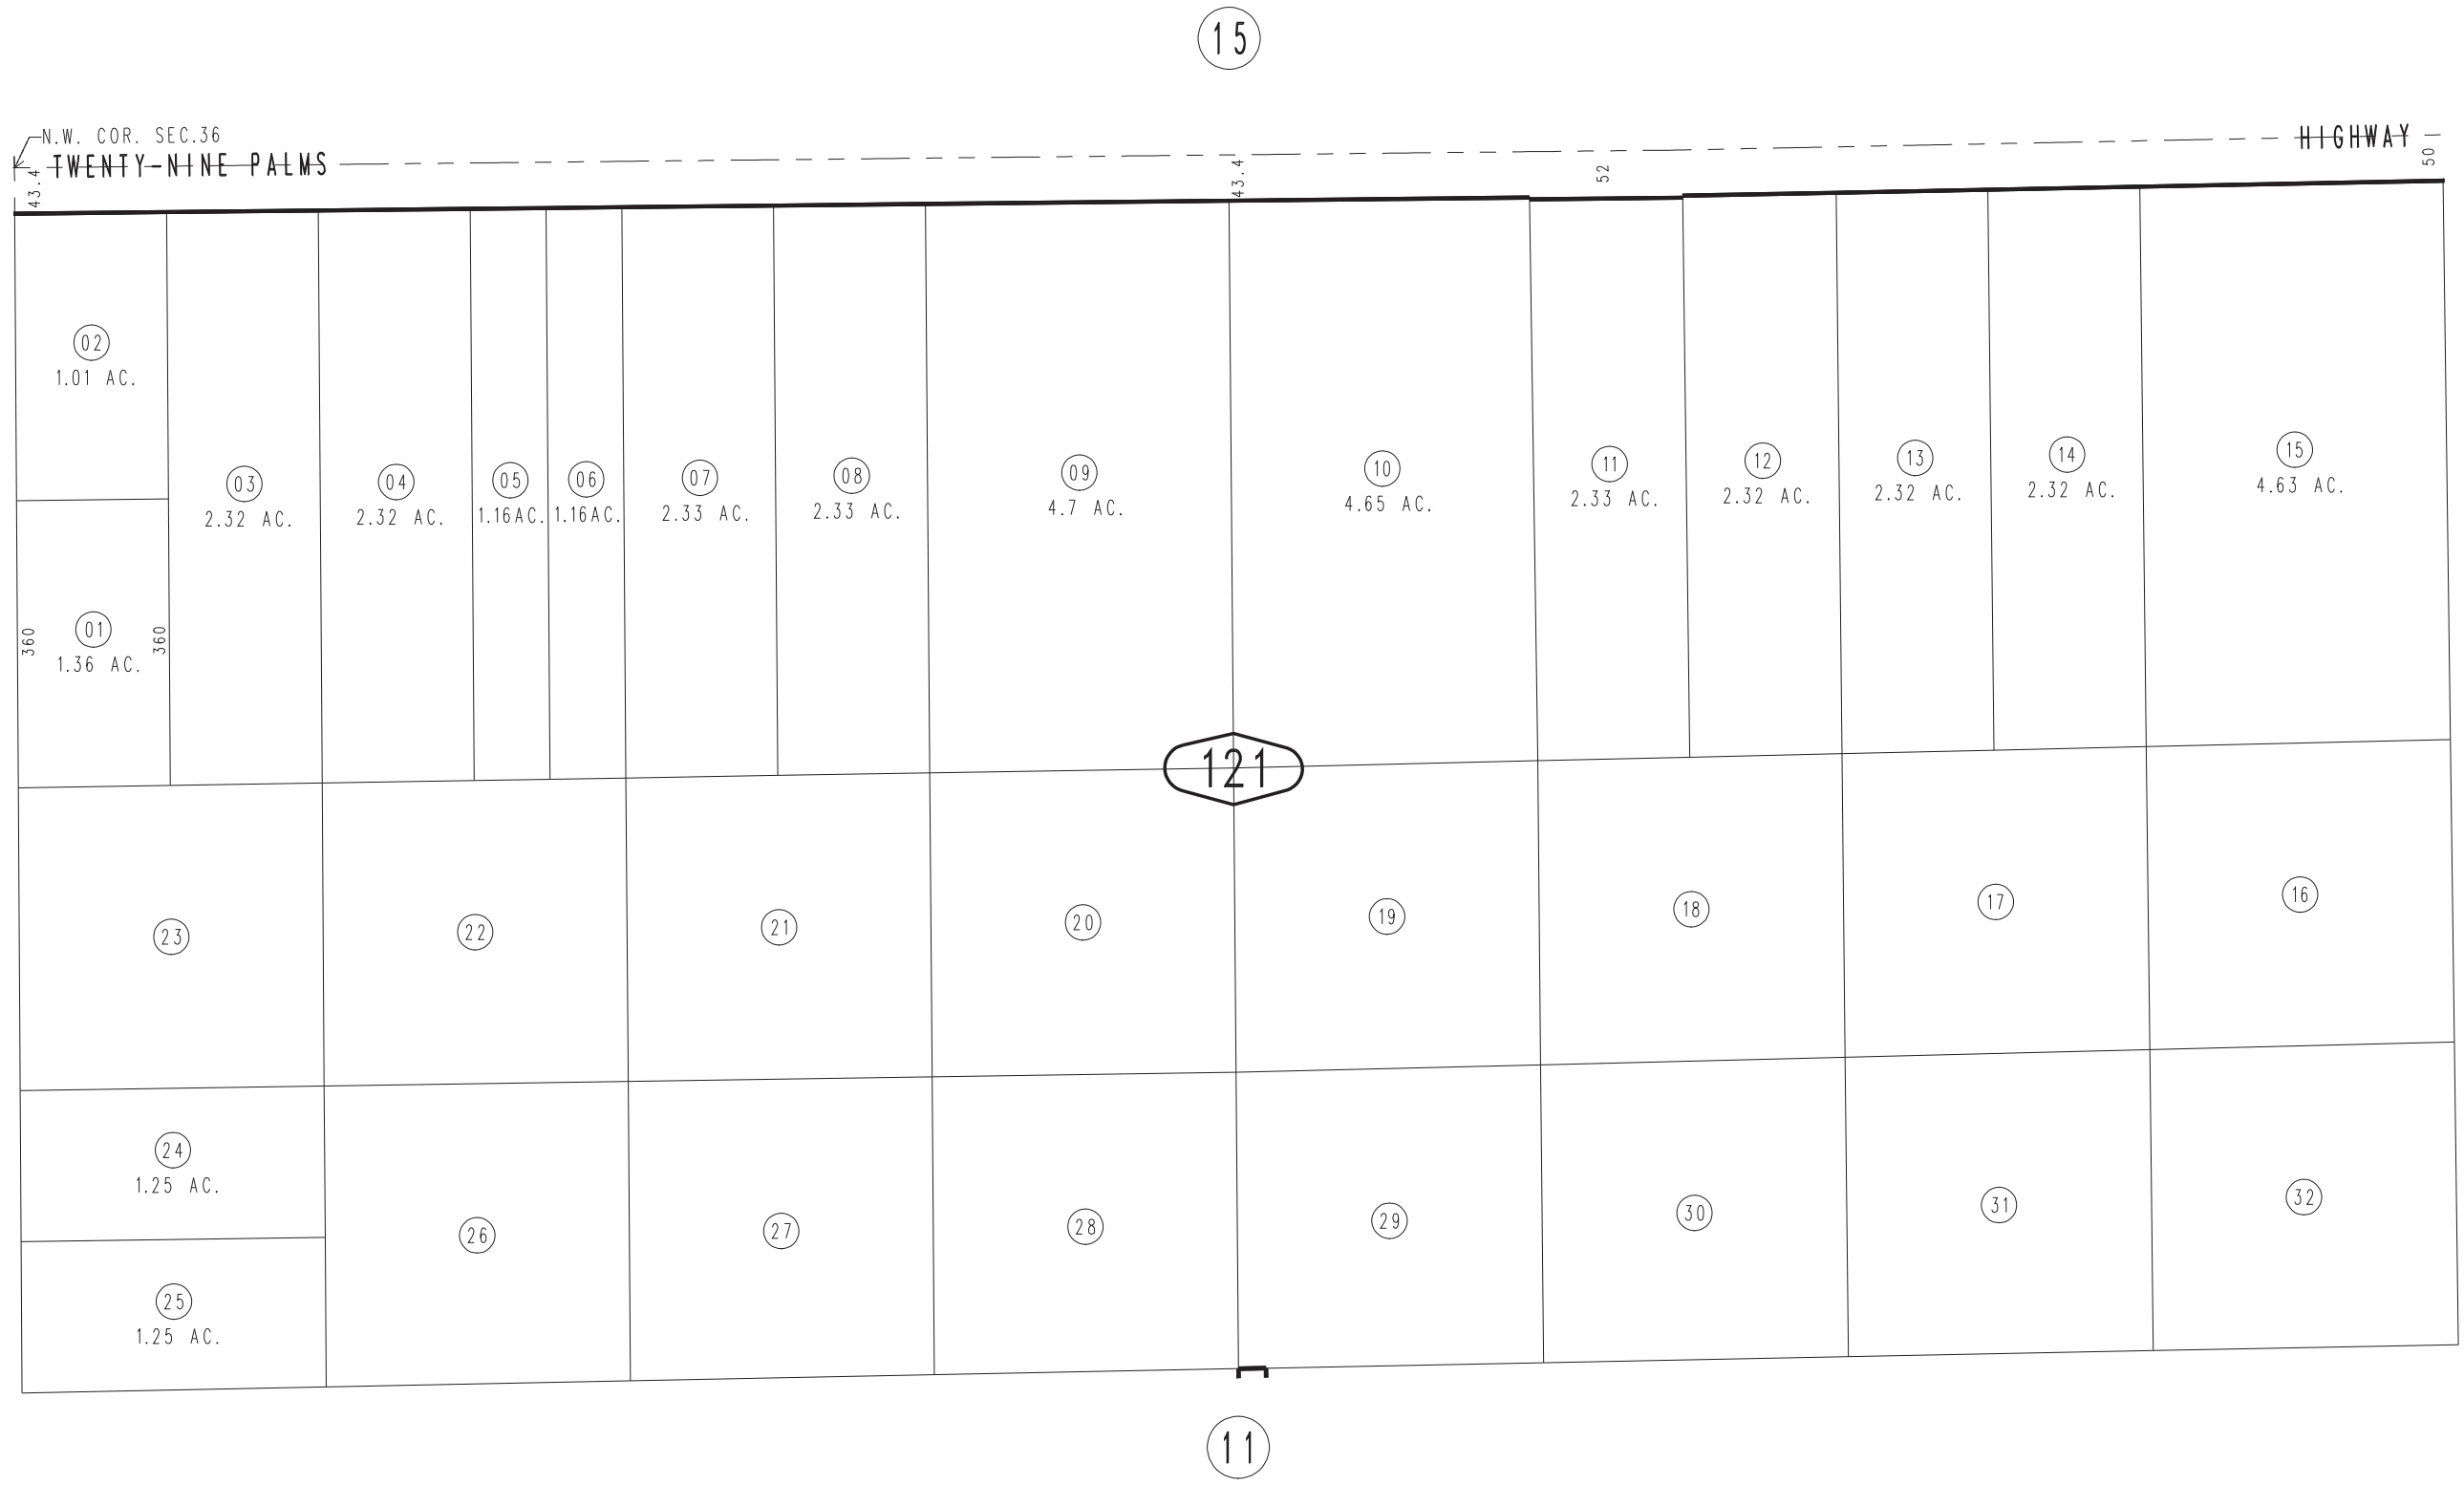 15
N.W. COR. SEC.36
TWENTY-NINE PALMS
HIGHWAY
43.4
43.4
52
50
02
1.01 AC.
01
1.36 AC.
360
360
03
2.32 AC.
04
2.32 AC.
05
1.16AC.
06
1.16AC.
07
2.33 AC.
08
2.33 AC.
09
4.7 AC.
10
4.65 AC.
11
2.33 AC.
12
2.32 AC.
13
2.32 AC.
14
2.32 AC.
15
4.63 AC.
121
23
22
21
20
19
18
17
16
24
1.25 AC.
25
1.25 AC.
26
27
28
29
30
31
32
11